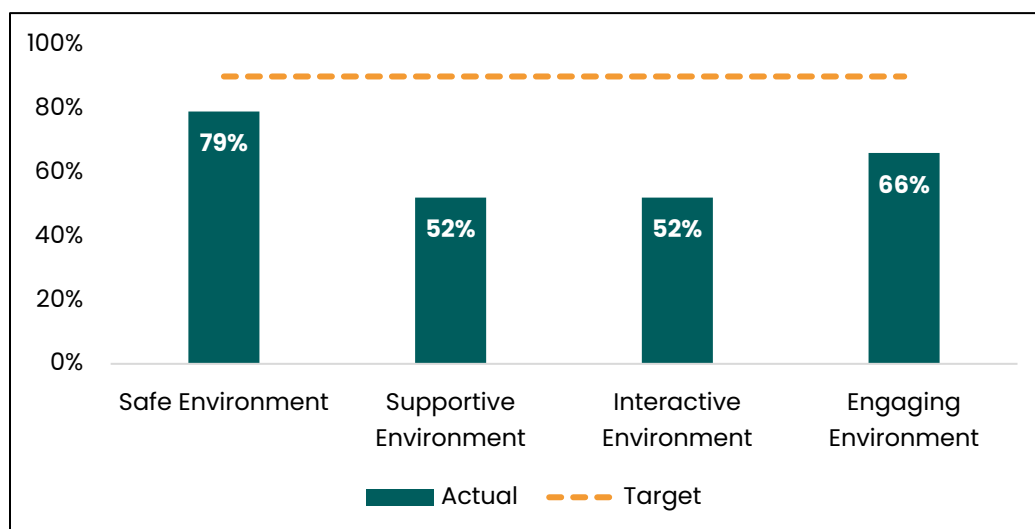 100%
80%
60%
40%
20%
0%
79%
52%
52%
66%
Safe Environment
Supportive
Environment
Interactive
Environment
Engaging
Environment
Actual
Target